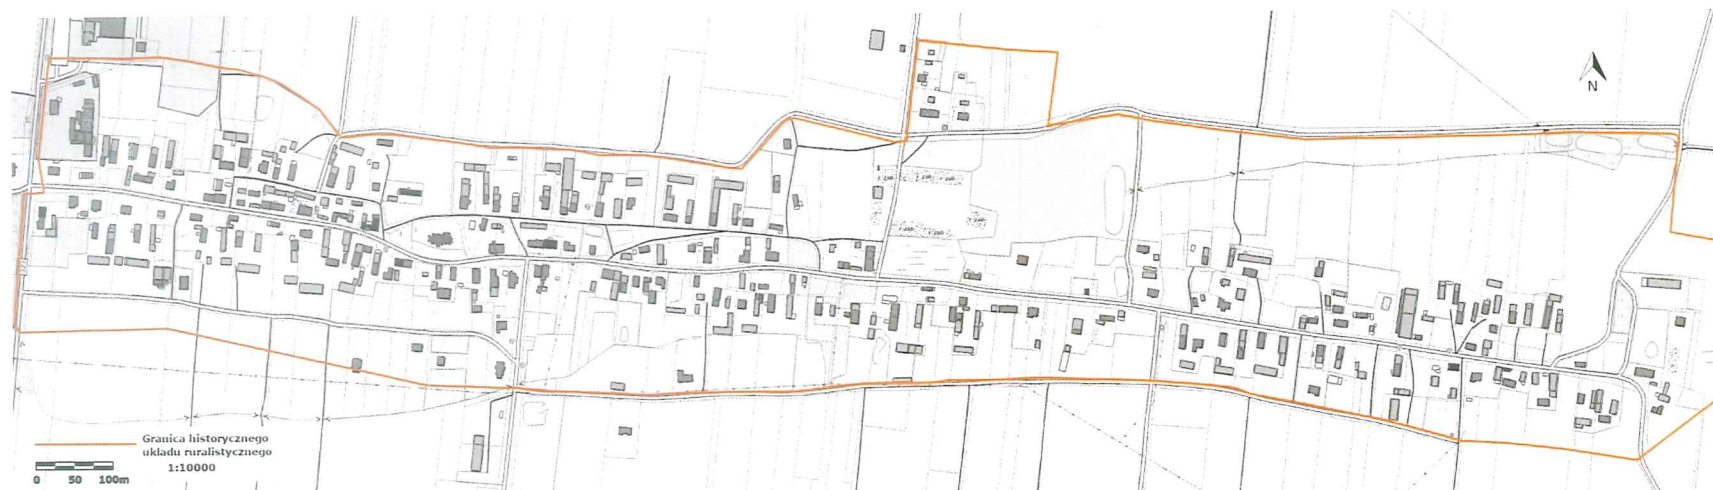 N
Granica historycznego
układu ruralistycznego
1:10000
0 50 100m